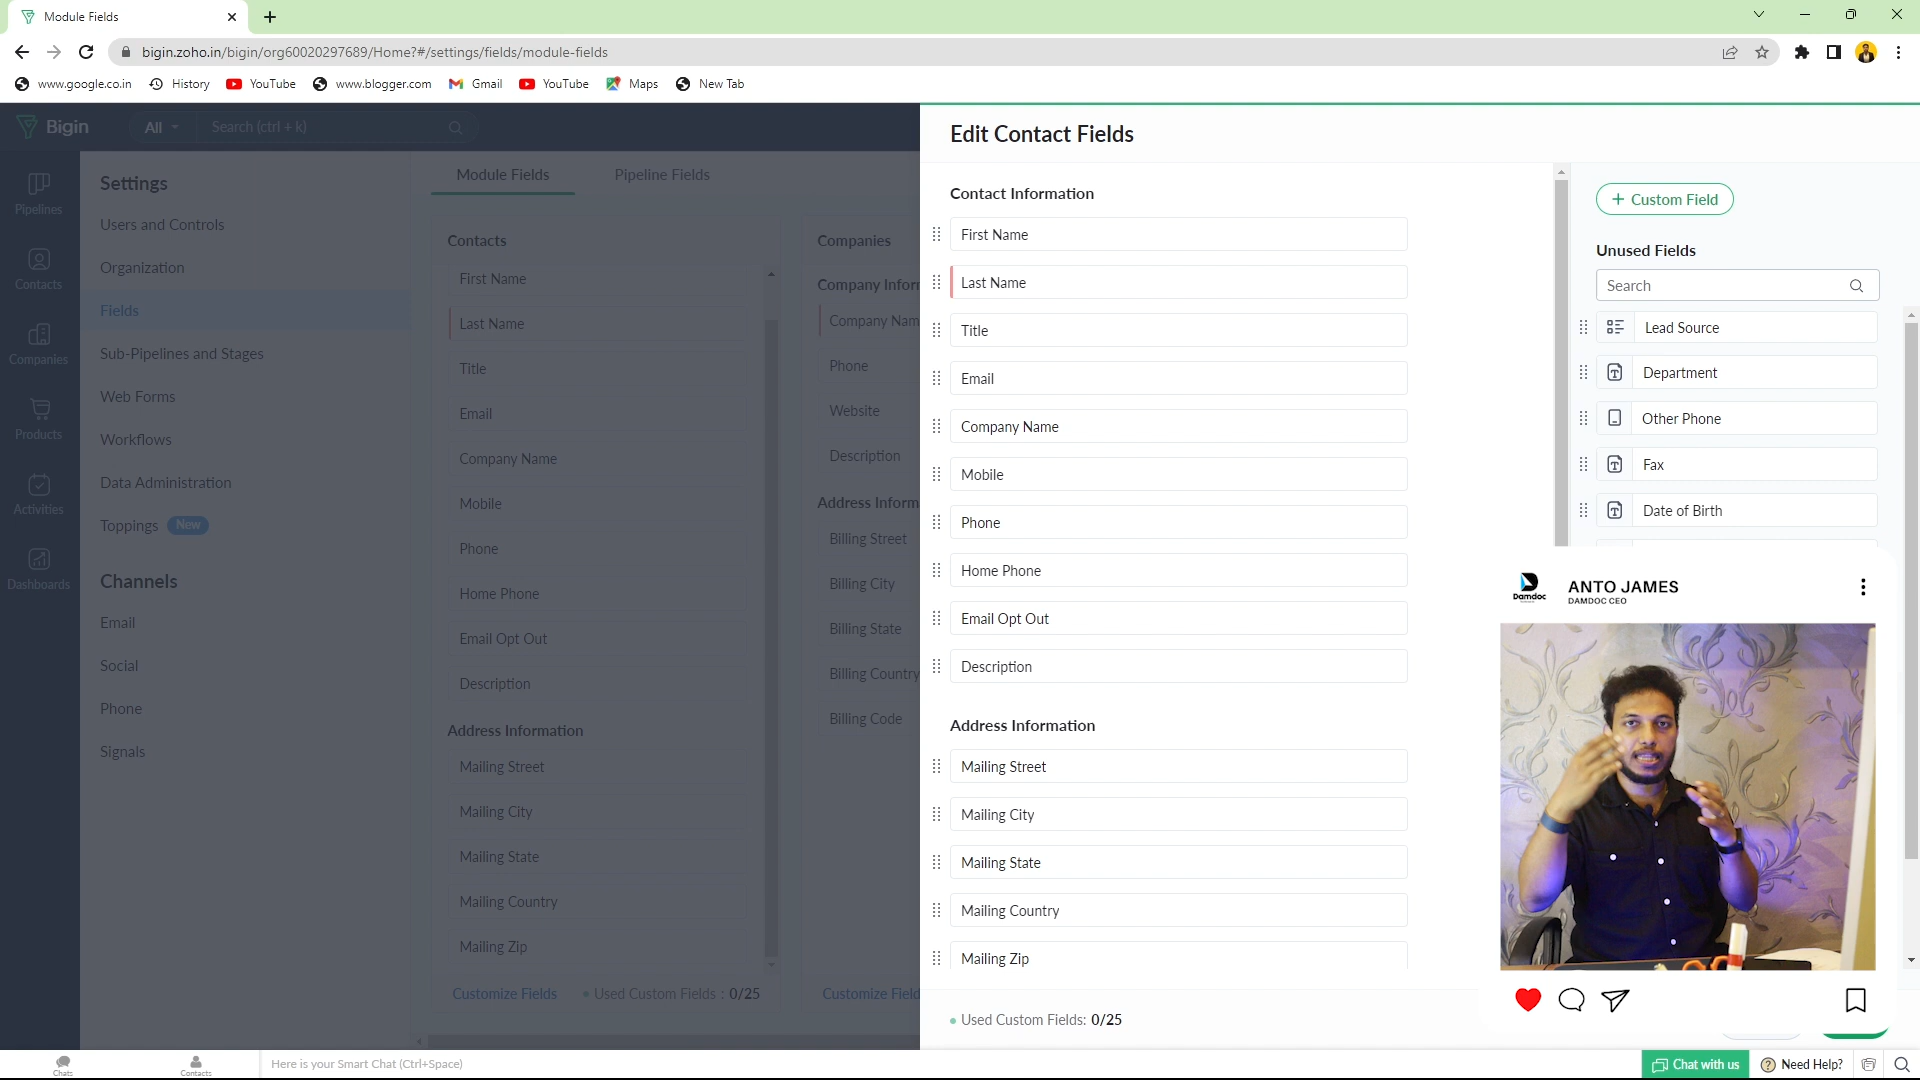 Module Fields
bigin.zoho.in/bigin/org60020297689/Home?#/settings/fields/module-fields
www.google.co.in
History
YouTube
www.blogger.com
Gmail
YouTube
Maps
New Tab
Bigin
All
Search (ctrl + k)
Pipelines
Contacts
Companies
Products
Activities
Dashboards
Settings
Users and Controls
Organization
Fields
Sub-Pipelines and Stages
Web Forms
Workflows
Data Administration
Toppings New
Channels
Email
Social
Phone
Signals
Module Fields
Pipeline Fields
Contacts
First Name
Last Name
Title
Email
Company Name
Mobile
Phone
Home Phone
Email Opt Out
Description
Address Information
Mailing Street
Mailing City
Mailing State
Mailing Country
Mailing Zip
Customize Fields
Used Custom Fields : 0/25
Companies
Company Infor
Company Nam
Phone
Website
Description
Address Inform
Billing Street
Billing City
Billing State
Billing Country
Billing Code
Customize Field
Edit Contact Fields
Contact Information
First Name
Last Name
Title
Email
Company Name
Mobile
Phone
Home Phone
Email Opt Out
Description
Address Information
Mailing Street
Mailing City
Mailing State
Mailing Country
Mailing Zip
Used Custom Fields: 0/25
+ Custom Field
Unused Fields
Search
Lead Source
Department
Other Phone
Fax
Date of Birth
Damdoc
ANTO JAMES
DAMDOC CEO
Chats
Contacts
Here is your Smart Chat (Ctrl+Space)
Chat with us
Need Help?